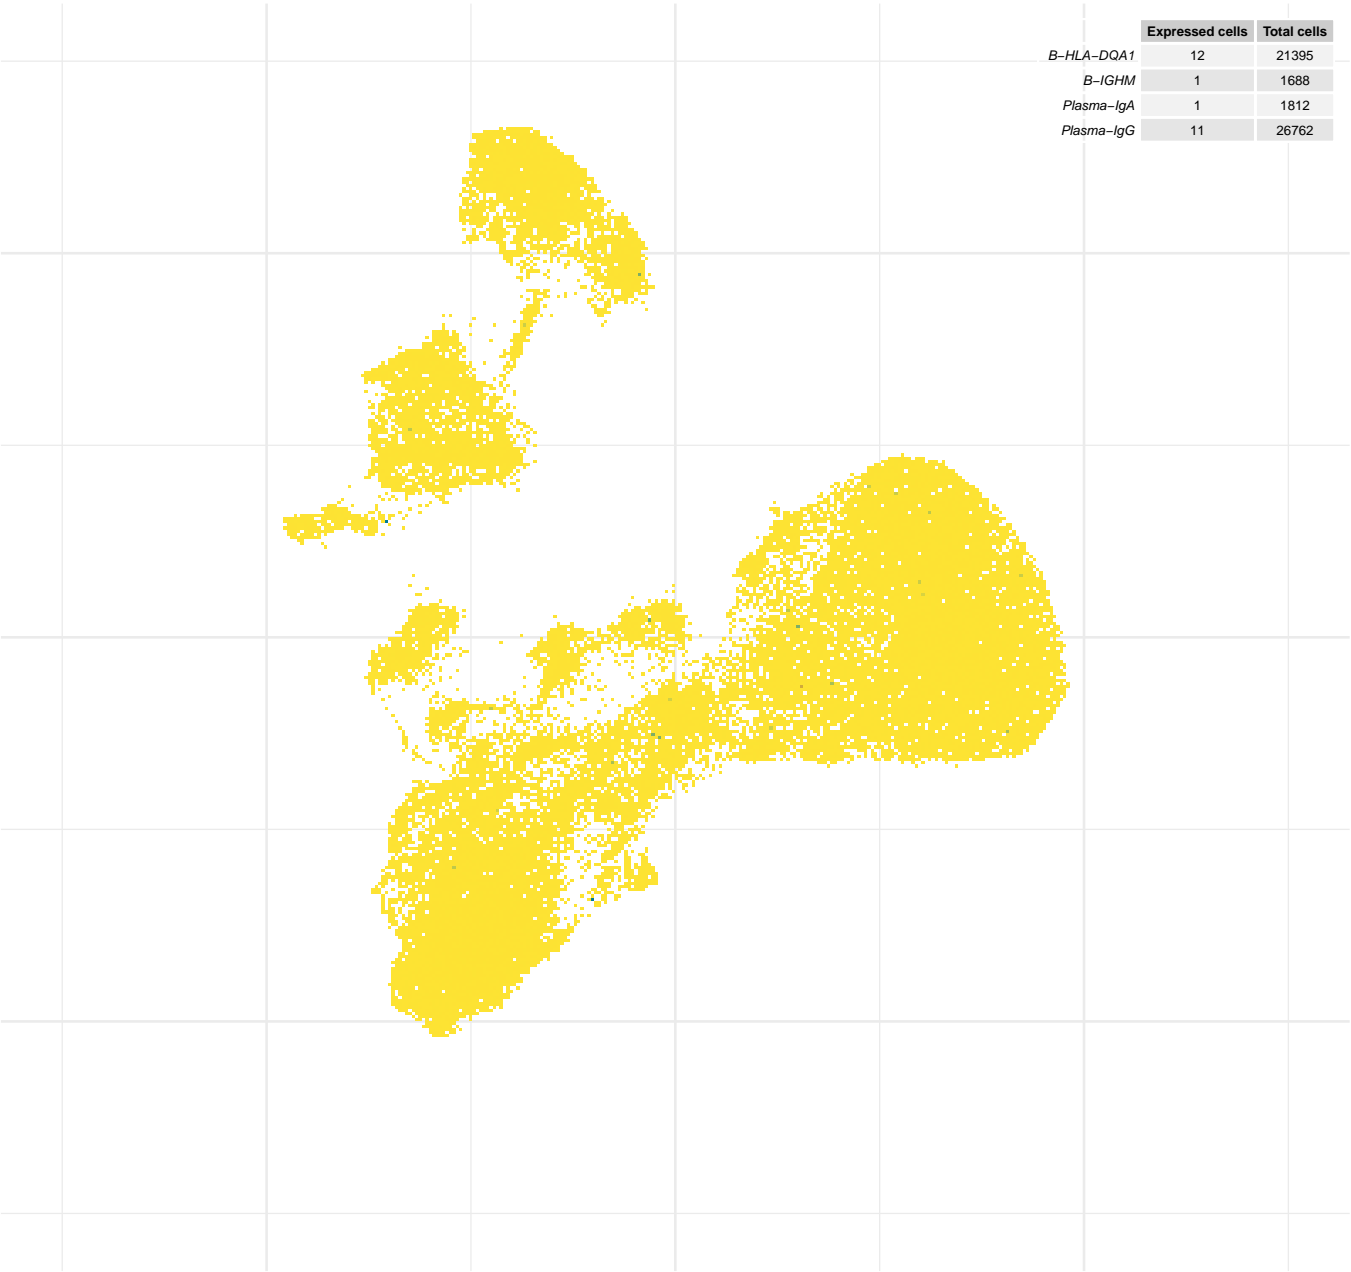 Expressed cells Total cells
B−HLA−DQA1 12 21395
B−IGHM 1 1688
Plasma−IgA 1 1812
Plasma−IgG 11 26762